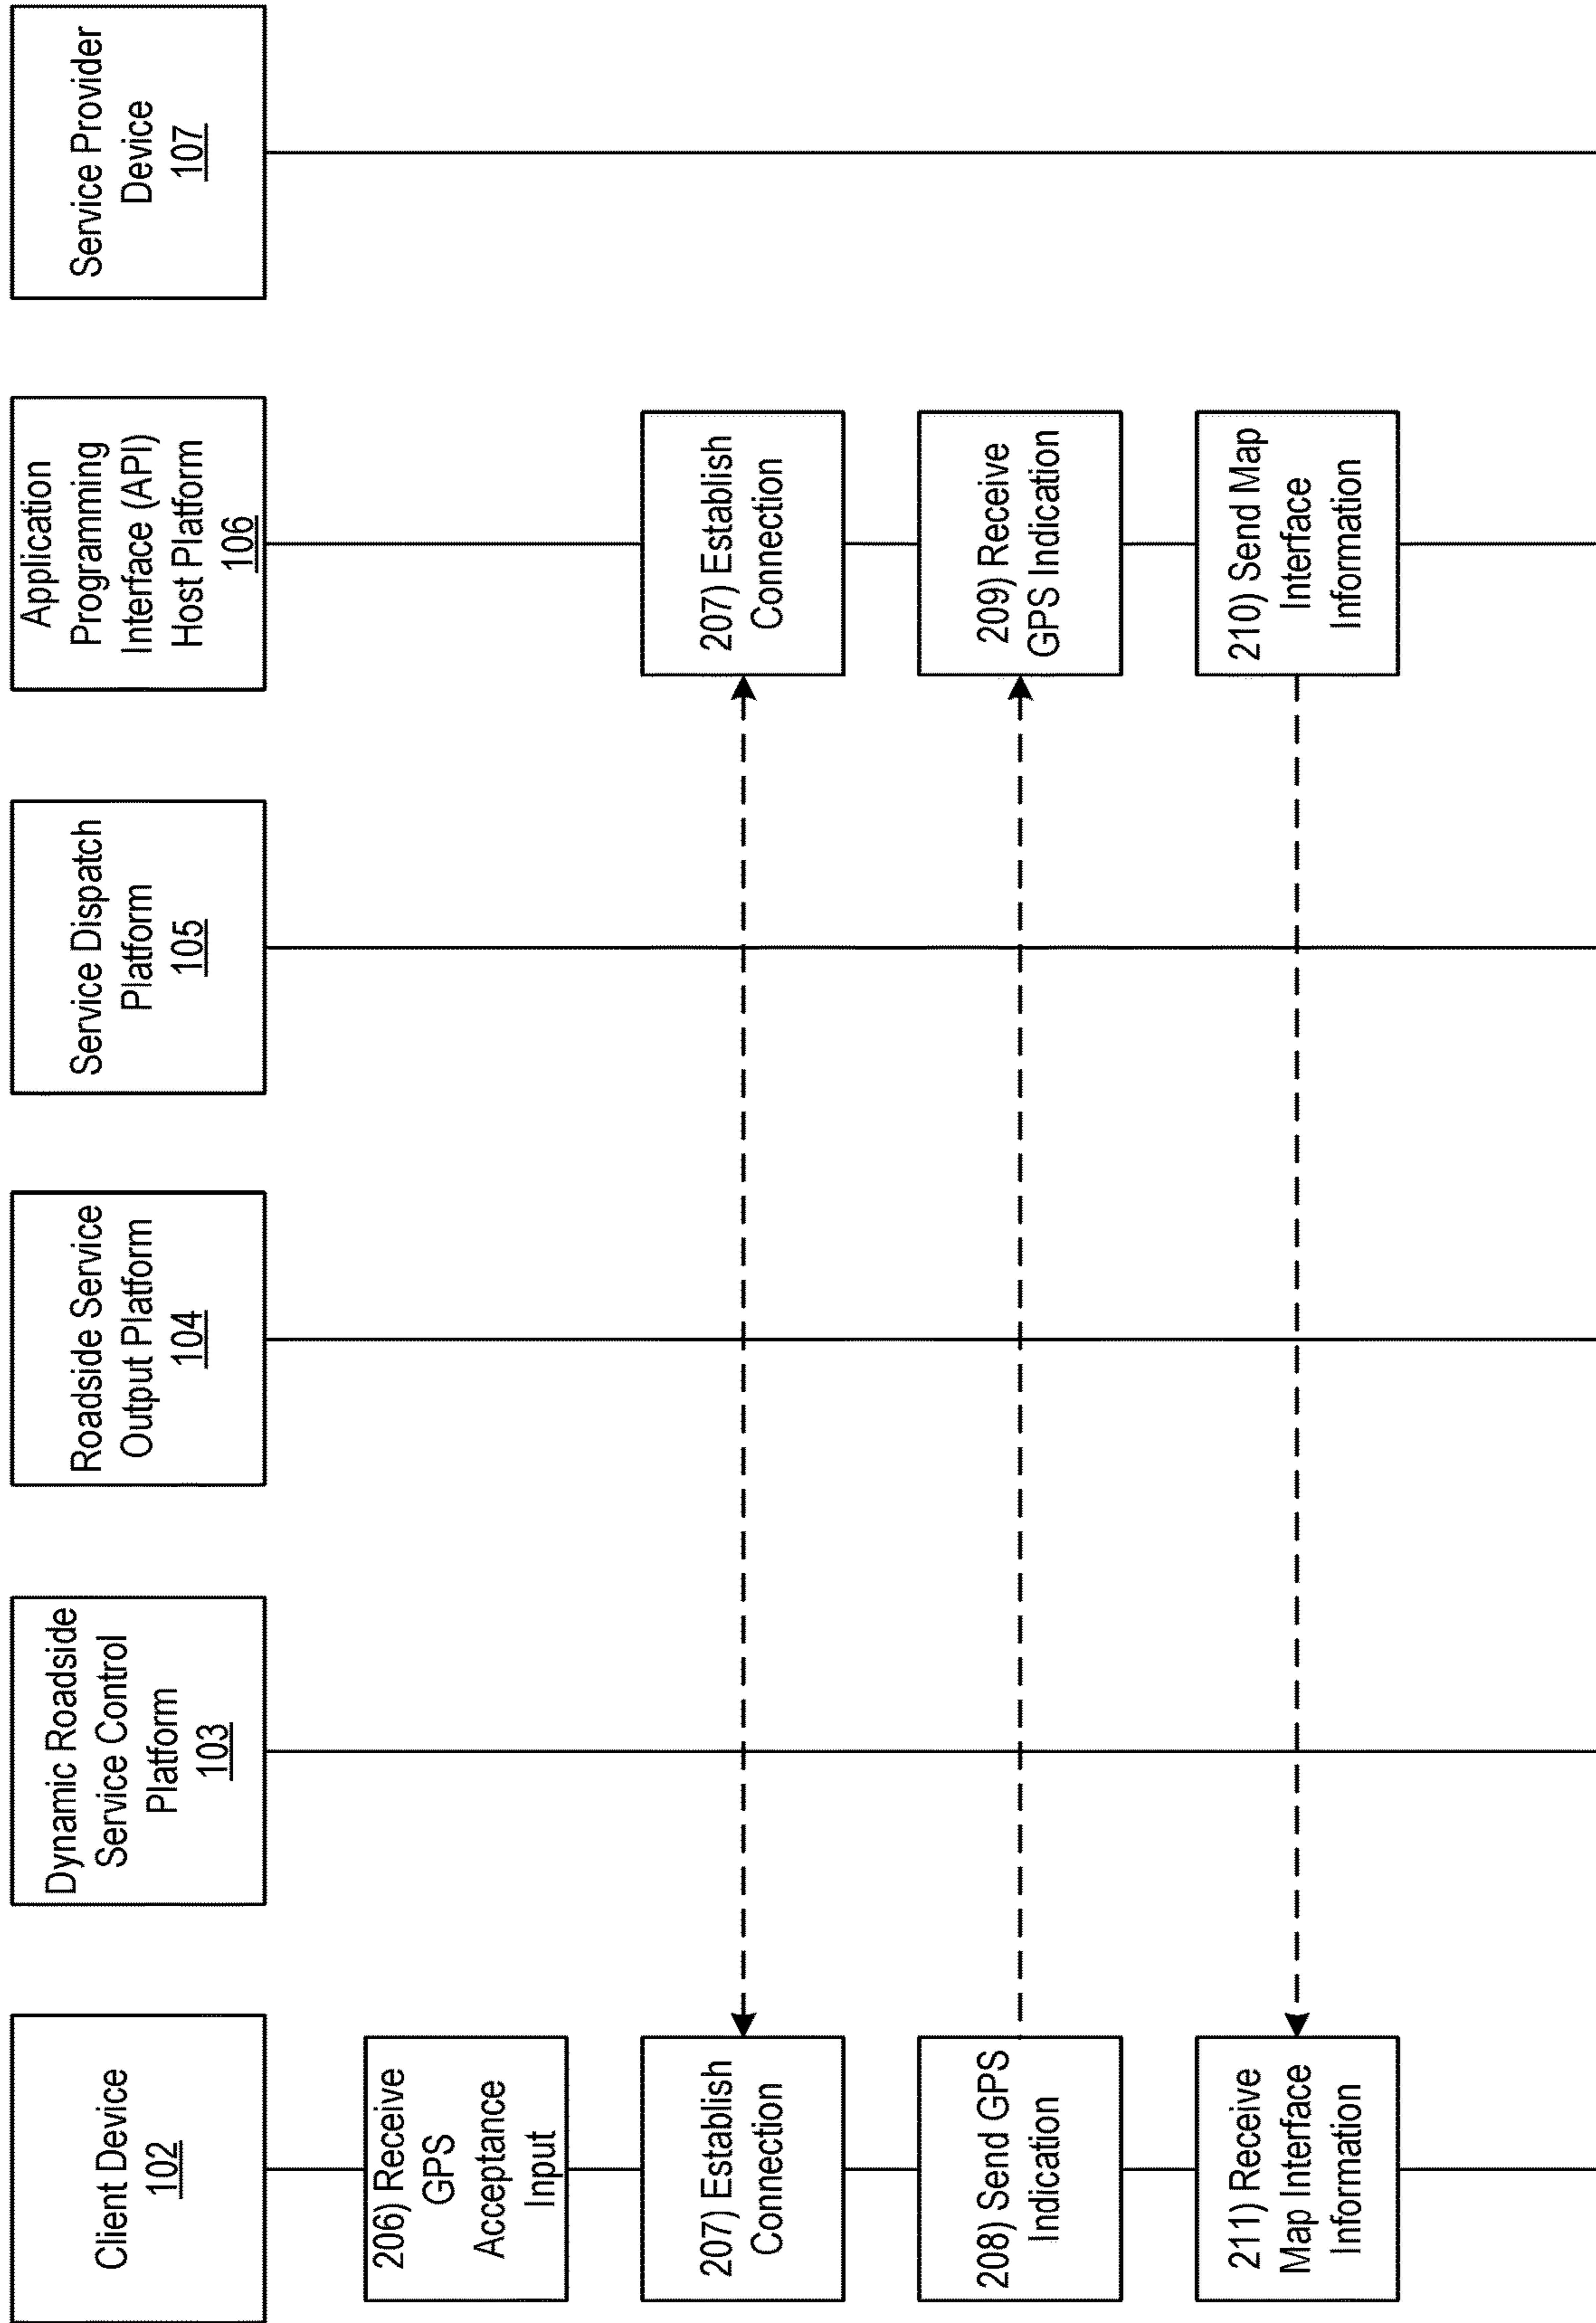 Client Device
102
Dynamic Roadside
Service Control
Platform
103
Roadside Service
Output Platform
104
Service Dispatch
Platform
105
Application
Programming
Interface (API)
Host Platform
106
Service Provider
Device
107
206) Receive
GPS
Acceptance
Input
207) Establish
Connection
207) Establish
Connection
208) Send GPS
Indication
209) Receive
GPS Indication
211) Receive
Map Interface
Information
210) Send Map
Interface
Information